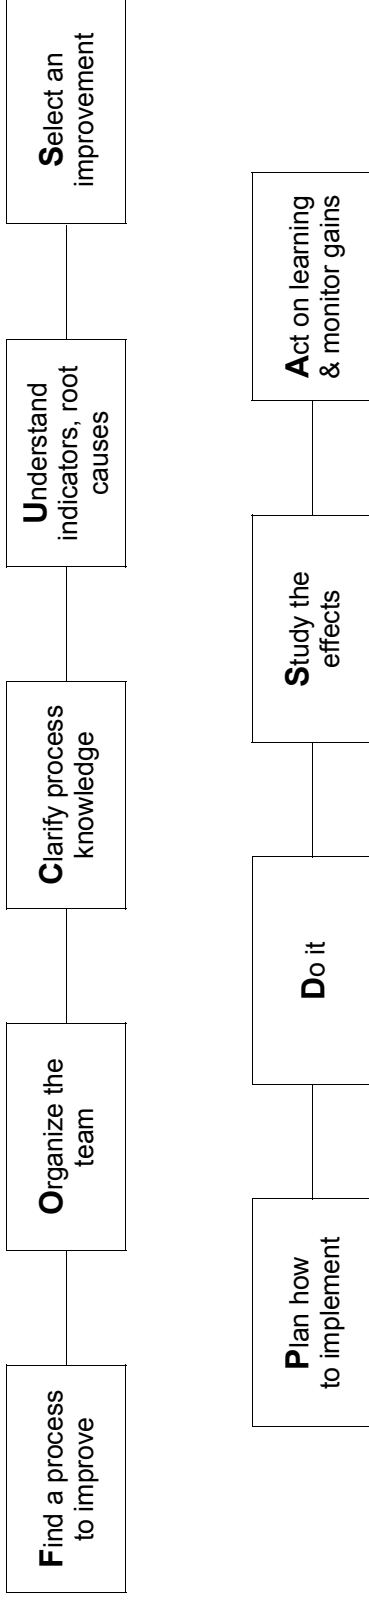 Find a process
to improve
Organize the
team
Clarify process
knowledge
Understand
indicators, root
causes
Select an
improvement
Plan how
to implement
Do it
Study the
effects
Act on learning
& monitor gains